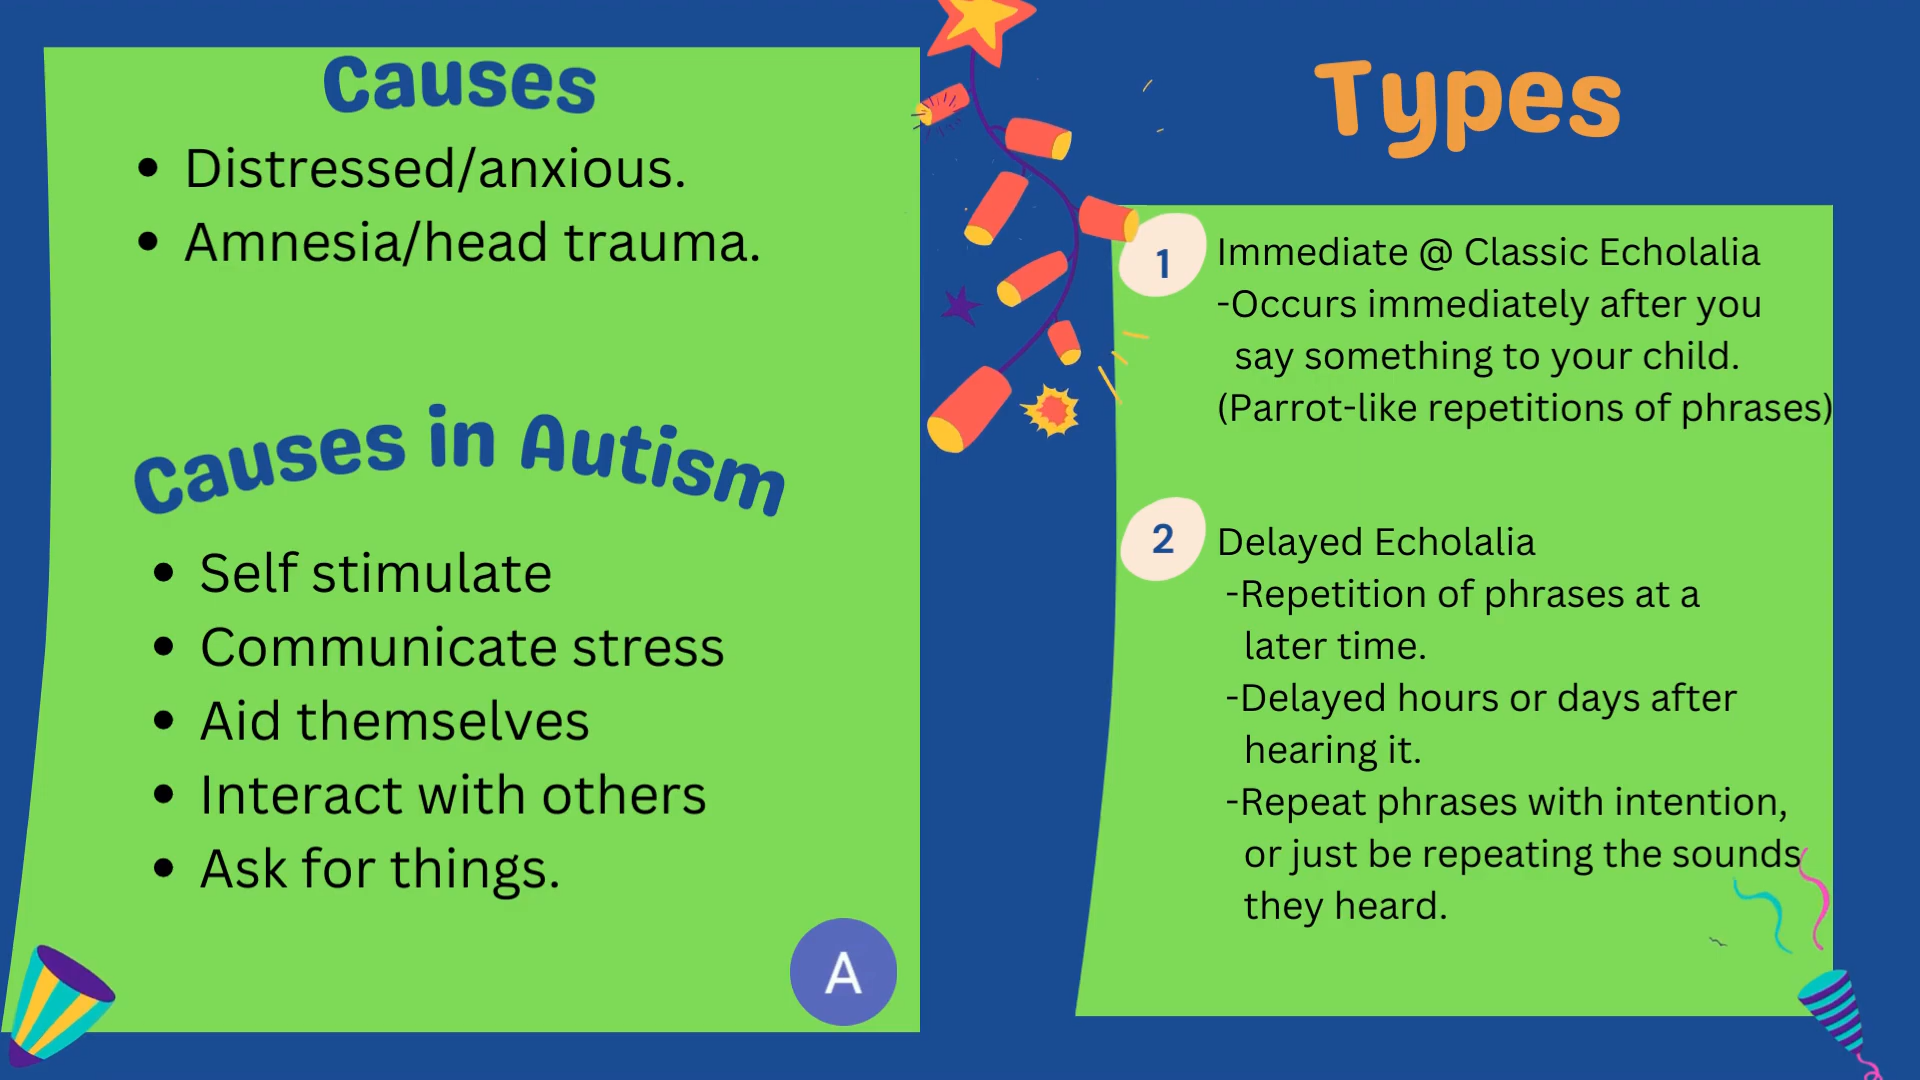 Causes
• Distressed/anxious.
• Amnesia/head trauma.
Causes in Autism
• Self stimulate
• Communicate stress
• Aid themselves
• Interact with others
• Ask for things.
A
Types
1
Immediate @ Classic Echolalia
-Occurs immediately after you
say something to your child.
(Parrot-like repetitions of phrases)
2
Delayed Echolalia
-Repetition of phrases at a
later time.
-Delayed hours or days after
hearing it.
-Repeat phrases with intention,
or just be repeating the sounds
they heard.